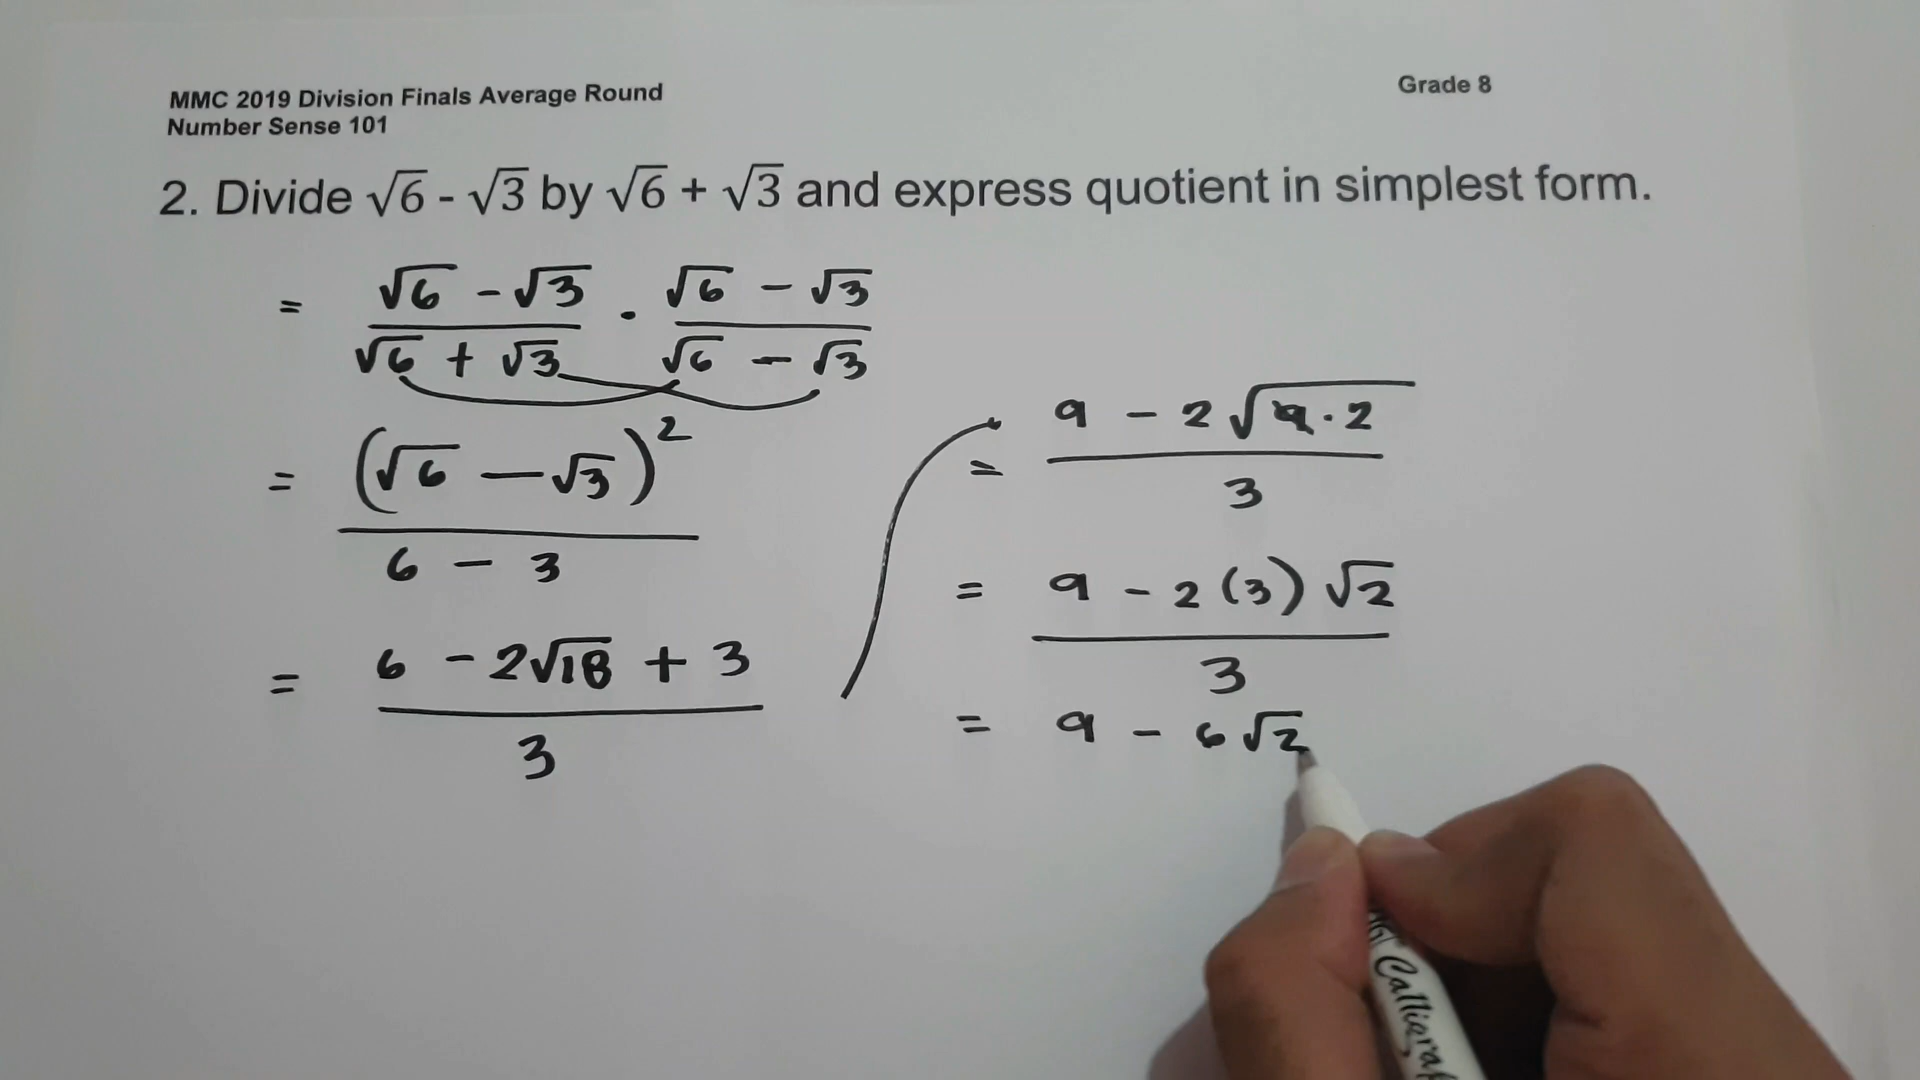 MMC 2019 Division Finals Average Round
Grade 8
Number Sense 101
2. Divide √6 - √3 by √6 + √3 and express quotient in simplest form.
= (√6 - √3)/(√6 + √3) · (√6 - √3)/(√6 - √3)
= (√6 - √3)²/(6 - 3)
= (6 - 2√18 + 3)/3
= (9 - 2√(9·2))/3
= (9 - 2(3)√2)/3
= 9 - 6√2